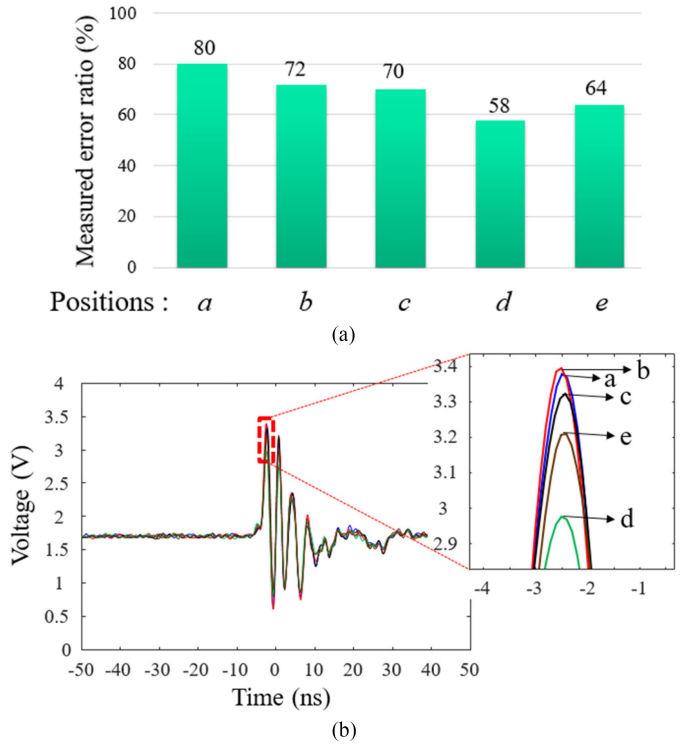 Measured error ratio (%)
100
80
60
40
20
0
80
72
70
58
64
Positions : a b c d e
(a)
Voltage (V)
4
3.5
3
2.5
2
1.5
1
0.5
0
-50 -40 -30 -20 -10 0 10 20 30 40 50
Time (ns)
3.4
3.3
3.2
3.1
3
2.9
-4 -3 -2 -1
b
a
c
e
d
(b)